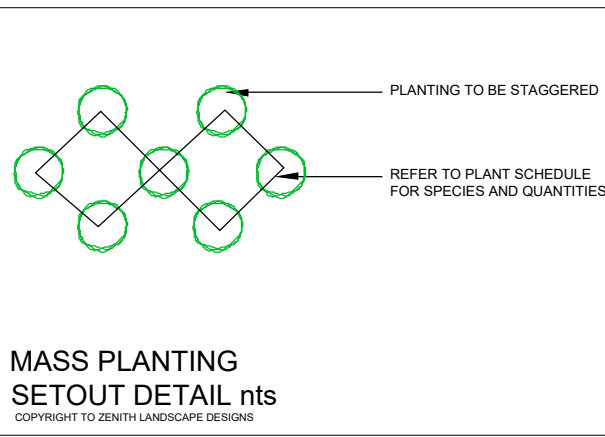 PLANTING TO BE STAGGERED
REFER TO PLANT SCHEDULE
FOR SPECIES AND QUANTITIES
MASS PLANTING
SETOUT DETAIL nts
COPYRIGHT TO ZENITH LANDSCAPE DESIGNS